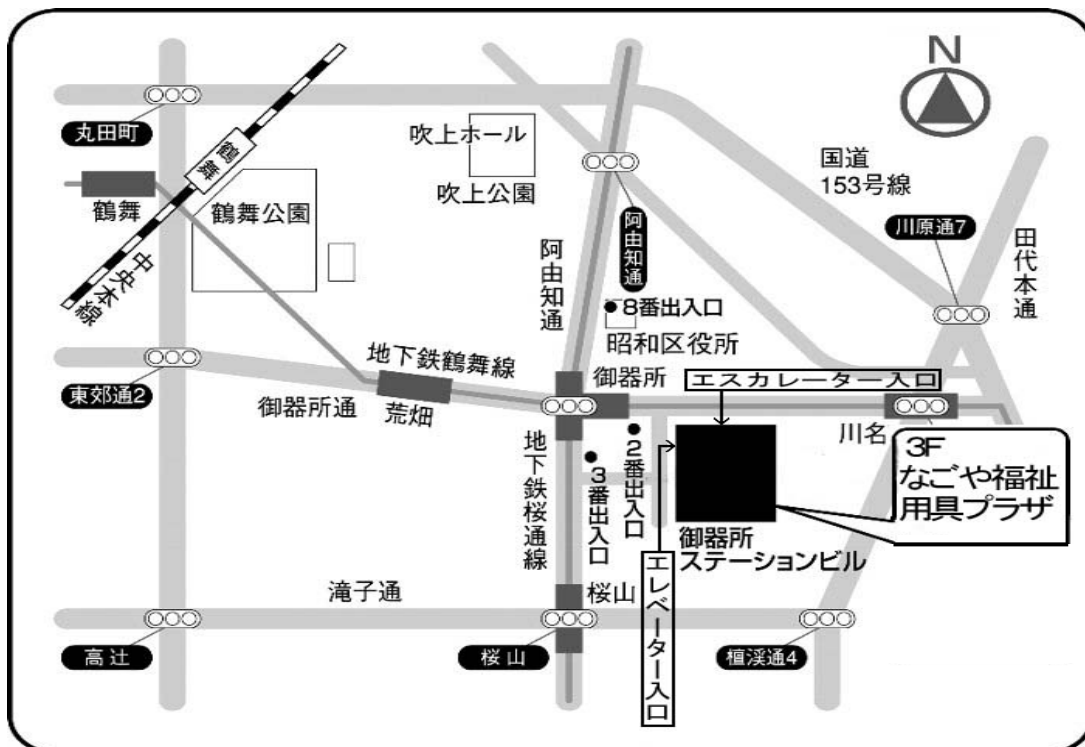 N
丸田町
鶴舞
鶴舞
鶴舞公園
中央本線
吹上ホール
吹上公園
阿由知通
阿由知通
国道
153号線
川原通7
田代本通
8番出入口
昭和区役所
東郊通2
地下鉄鶴舞線
御器所通
荒畑
御器所
エスカレーター入口
川名
地下鉄桜通線
3番出入口
2番出入口
3F
なごや福祉
用具プラザ
御器所
ステーションビル
エレベーター入口
滝子通
桜山
高辻
桜山
檀渓通4